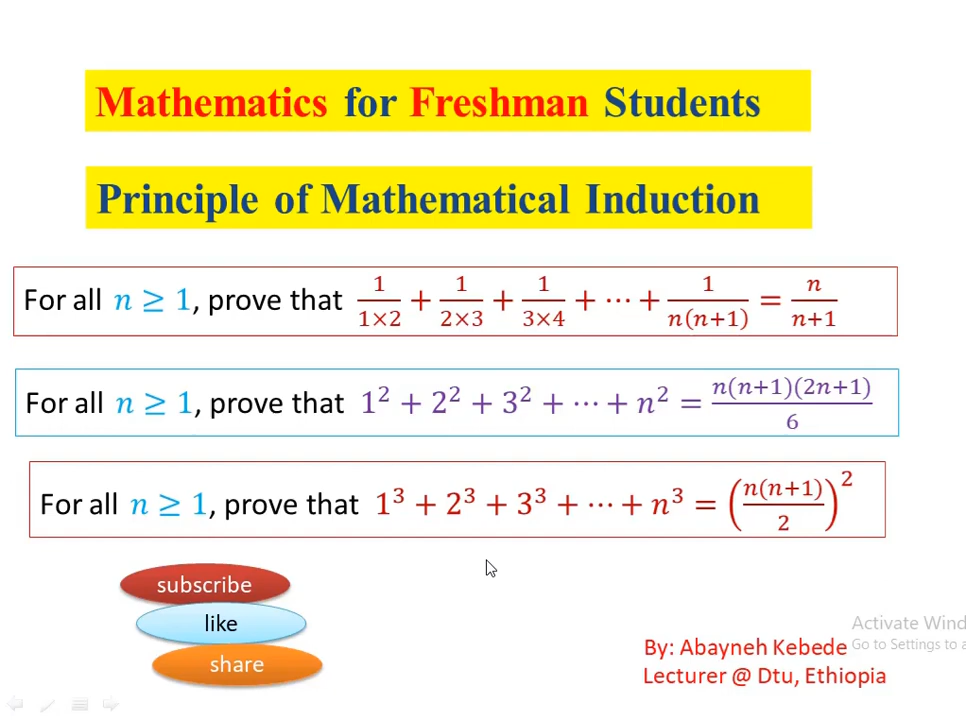 Mathematics for Freshman Students
Principle of Mathematical Induction
For all n ≥ 1, prove that 1/(1×2) + 1/(2×3) + 1/(3×4) + ⋯ + 1/(n(n+1)) = n/(n+1)
For all n ≥ 1, prove that 1² + 2² + 3² + ⋯ + n² = n(n+1)(2n+1)/6
For all n ≥ 1, prove that 1³ + 2³ + 3³ + ⋯ + n³ = (n(n+1)/2)²
subscribe
like
share
Activate Wind
Go to Settings to a
By: Abayneh Kebede
Lecturer @ Dtu, Ethiopia